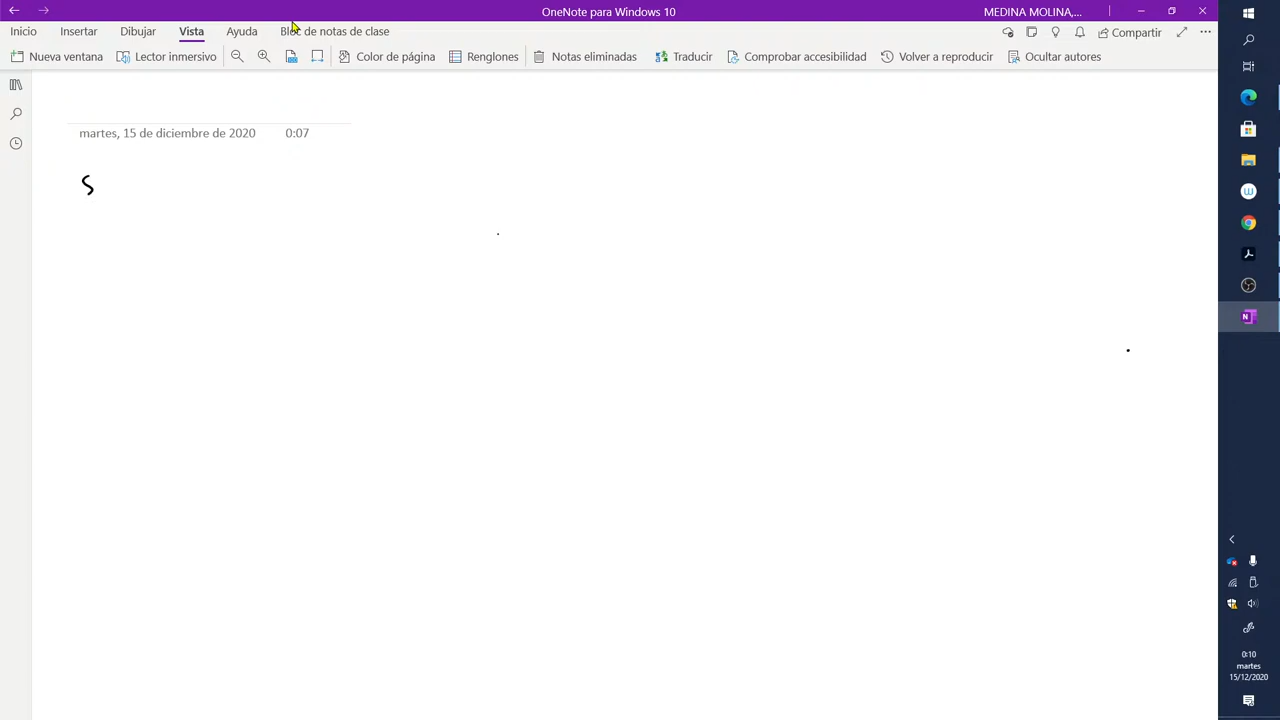 OneNote para Windows 10
MEDINA MOLINA,...
Inicio
Insertar
Dibujar
Vista
Ayuda
Bloc de notas de clase
Compartir
Nueva ventana
Lector inmersivo
Color de página
Renglones
Notas eliminadas
Traducir
Comprobar accesibilidad
Volver a reproducir
Ocultar autores
martes, 15 de diciembre de 2020 0:07
S
0:10
martes
15/12/2020